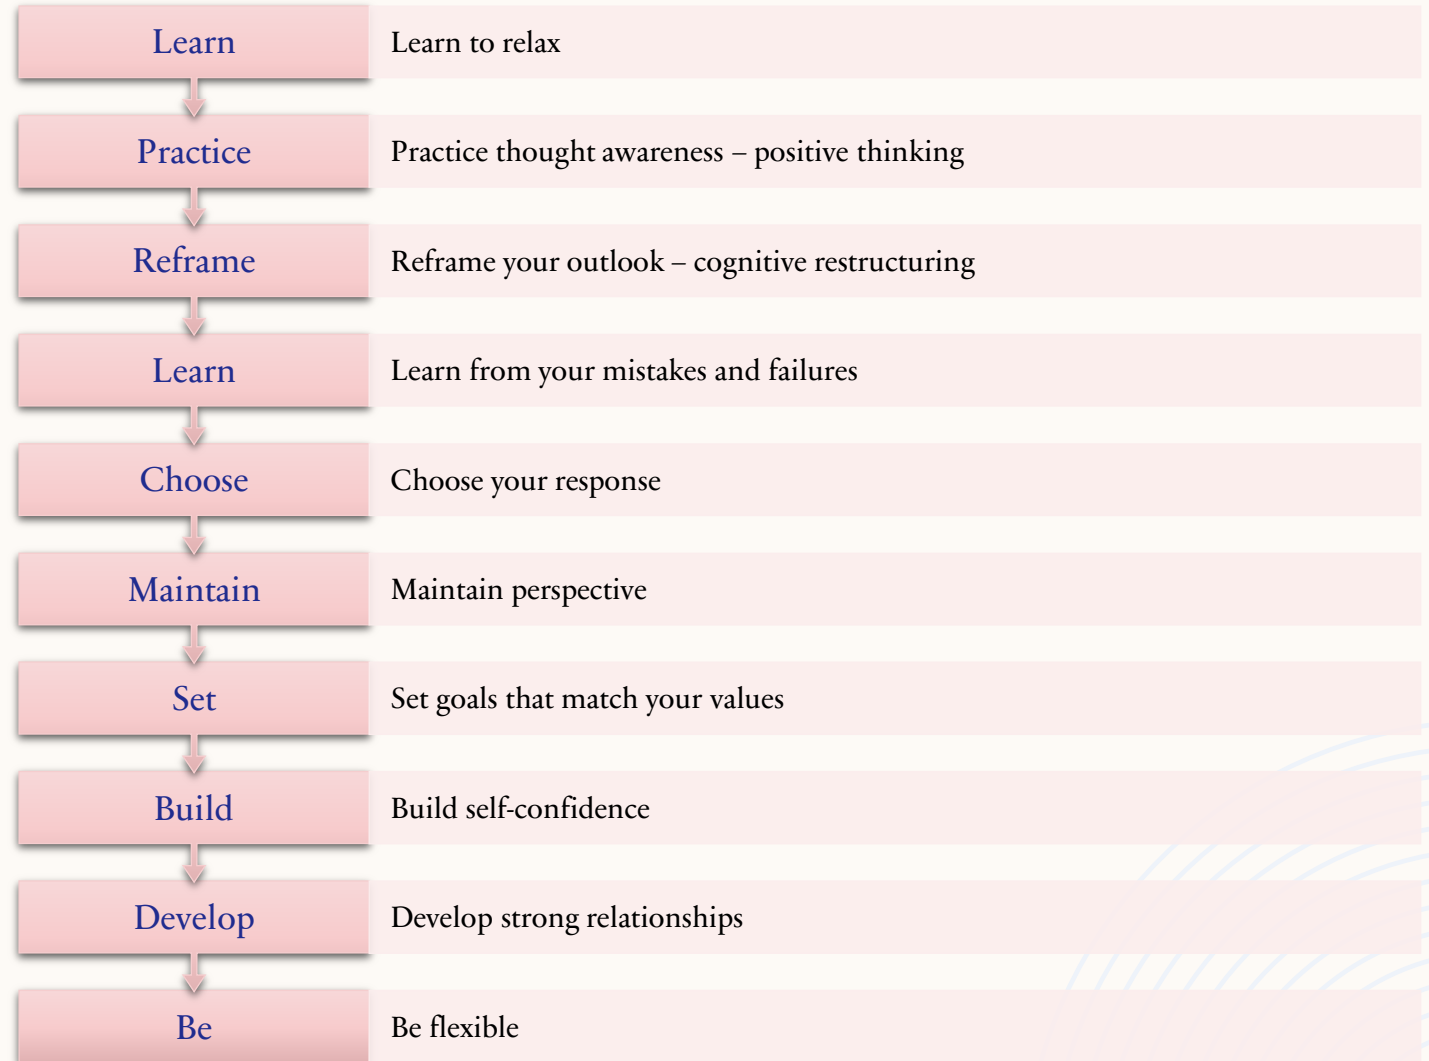 Learn
Learn to relax
Practice
Practice thought awareness – positive thinking
Reframe
Reframe your outlook – cognitive restructuring
Learn
Learn from your mistakes and failures
Choose
Choose your response
Maintain
Maintain perspective
Set
Set goals that match your values
Build
Build self-confidence
Develop
Develop strong relationships
Be
Be flexible